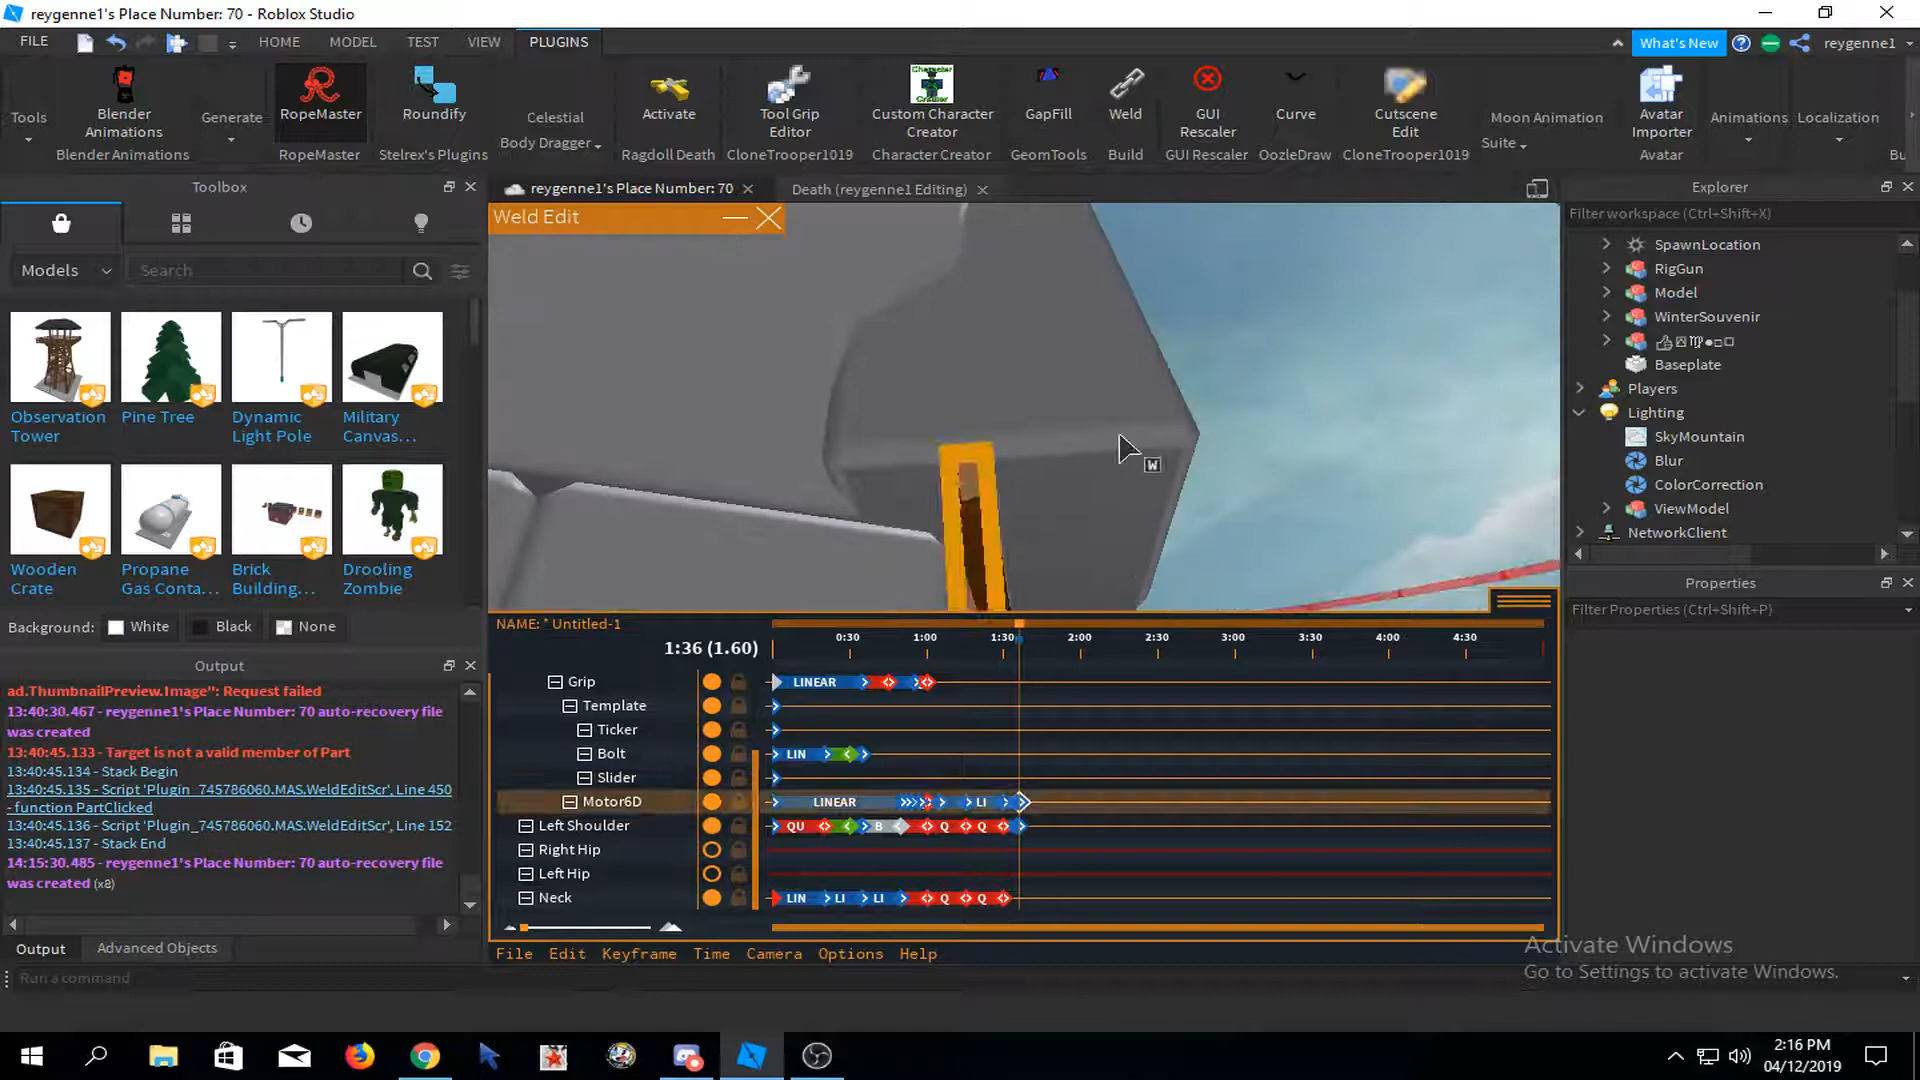 reygenne1's Place Number: 70 - Roblox Studio
FILE
HOME
MODEL
TEST
VIEW
PLUGINS
What's New
reygenne1
Tools
Blender Animations
Generate
Blender Animations
RopeMaster
RopeMaster
Roundify
Stelrex's Plugins
Celestial
Body Dragger
Activate
Ragdoll Death
Tool Grip Editor
CloneTrooper1019
Custom Character Creator
Character Creator
GapFill
GeomTools
Weld
Build
GUI Rescaler
GUI Rescaler
Curve
OozleDraw
Cutscene Edit
CloneTrooper1019
Moon Animation
Suite
Avatar Importer
Avatar
Animations
Localization
Bu
Toolbox
reygenne1's Place Number: 70
Death (reygenne1 Editing)
Explorer
Weld Edit
Filter workspace (Ctrl+Shift+X)
Models
Search
Observation Tower
Pine Tree
Dynamic Light Pole
Military Canvas...
Wooden Crate
Propane Gas Conta...
Brick Building...
Drooling Zombie
Background:
White
Black
None
SpawnLocation
RigGun
Model
WinterSouvenir
Baseplate
Players
Lighting
SkyMountain
Blur
ColorCorrection
ViewModel
NetworkClient
Properties
Filter Properties (Ctrl+Shift+P)
W
Output
ad.ThumbnailPreview.Image": Request failed
13:40:30.467 - reygenne1's Place Number: 70 auto-recovery file
was created
13:40:45.133 - Target is not a valid member of Part
13:40:45.134 - Stack Begin
13:40:45.135 - Script 'Plugin_745786060.MAS.WeldEditScr', Line 450
- function PartClicked
13:40:45.136 - Script 'Plugin_745786060.MAS.WeldEditScr', Line 152
13:40:45.137 - Stack End
14:15:30.485 - reygenne1's Place Number: 70 auto-recovery file
was created (x8)
Output
Advanced Objects
Run a command
NAME: * Untitled-1
1:36 (1.60)
0:30 1:00 1:30 2:00 2:30 3:00 3:30 4:00 4:30
Grip LINEAR
Template
Ticker
Bolt LIN
Slider
Motor6D LINEAR LI
Left Shoulder QU B Q Q
Right Hip
Left Hip
Neck LIN LI LI Q Q
File Edit Keyframe Time Camera Options Help
Activate Windows
Go to Settings to activate Windows.
2:16 PM
04/12/2019